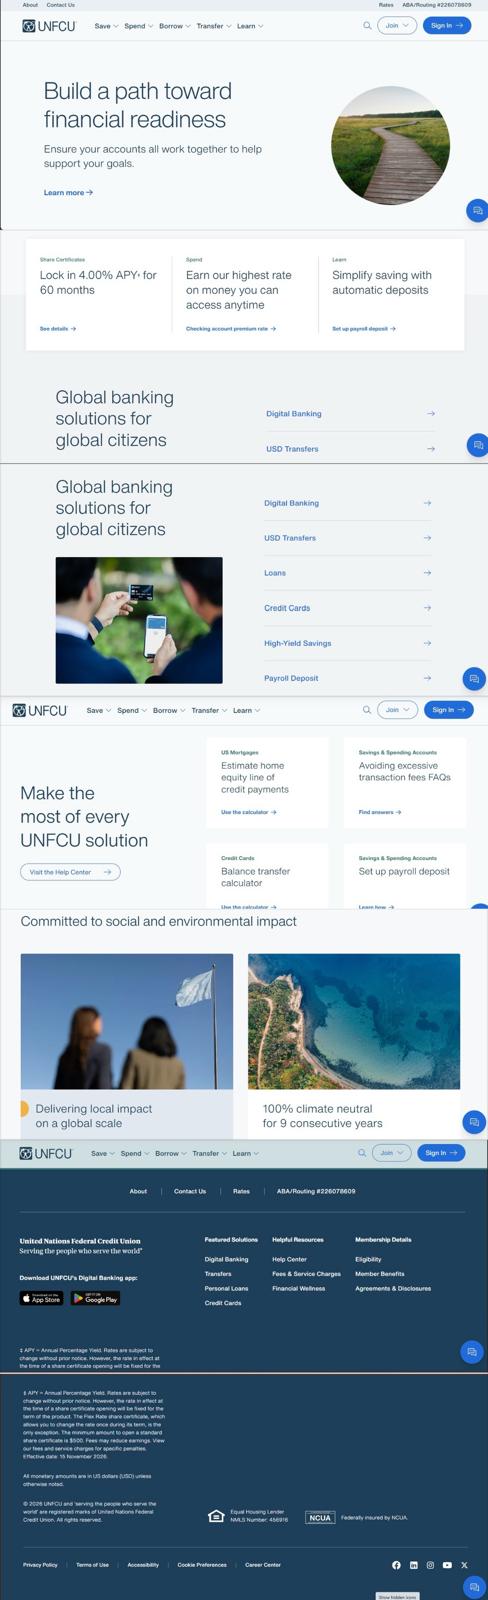 About Contact Us Rates ABA/Routing #226078609
UNFCU Save Spend Borrow Transfer Learn Join Sign In
Build a path toward
financial readiness
Ensure your accounts all work together to help
support your goals.
Learn more
Share Certificates
Lock in 4.00% APY‡ for
60 months
See details
Spend
Earn our highest rate
on money you can
access anytime
Checking account premium rate
Learn
Simplify saving with
automatic deposits
Set up payroll deposit
Global banking
solutions for
global citizens
Digital Banking
USD Transfers
Global banking
solutions for
global citizens
Digital Banking
USD Transfers
Loans
Credit Cards
High-Yield Savings
Payroll Deposit
UNFCU Save Spend Borrow Transfer Learn Join Sign In
Make the
most of every
UNFCU solution
Visit the Help Center
US Mortgages
Estimate home
equity line of
credit payments
Use the calculator
Savings & Spending Accounts
Avoiding excessive
transaction fees FAQs
Find answers
Credit Cards
Balance transfer
calculator
Use the calculator
Savings & Spending Accounts
Set up payroll deposit
Learn how
Committed to social and environmental impact
Delivering local impact
on a global scale
100% climate neutral
for 9 consecutive years
UNFCU Save Spend Borrow Transfer Learn Join Sign In
About Contact Us Rates ABA/Routing #226078609
United Nations Federal Credit Union
Serving the people who serve the world®
Download UNFCU's Digital Banking app:
Download on the App Store
GET IT ON Google Play
Featured Solutions
Digital Banking
Transfers
Personal Loans
Credit Cards
Helpful Resources
Help Center
Fees & Service Charges
Financial Wellness
Membership Details
Eligibility
Member Benefits
Agreements & Disclosures
‡ APY = Annual Percentage Yield. Rates are subject to
change without prior notice. However, the rate in effect at
the time of a share certificate opening will be fixed for the
‡ APY = Annual Percentage Yield. Rates are subject to
change without prior notice. However, the rate in effect
at the time of a share certificate opening will be fixed for the
term of the product. The Flex Rate share certificate, which
allows you to change the rate once during its term, is the
only exception. The minimum amount to open a standard
share certificate is $500. Fees may reduce earnings. View
our fees and service charges for specific penalties.
Effective date: 15 November 2026.
All monetary amounts are in US dollars (USD) unless
otherwise noted.
© 2026 UNFCU and 'serving the people who serve the
world' are registered marks of United Nations Federal
Credit Union. All rights reserved.
Equal Housing Lender
NMLS Number: 456916
NCUA
Federally insured by NCUA.
Privacy Policy Terms of Use Accessibility Cookie Preferences Career Center
Show hidden icons